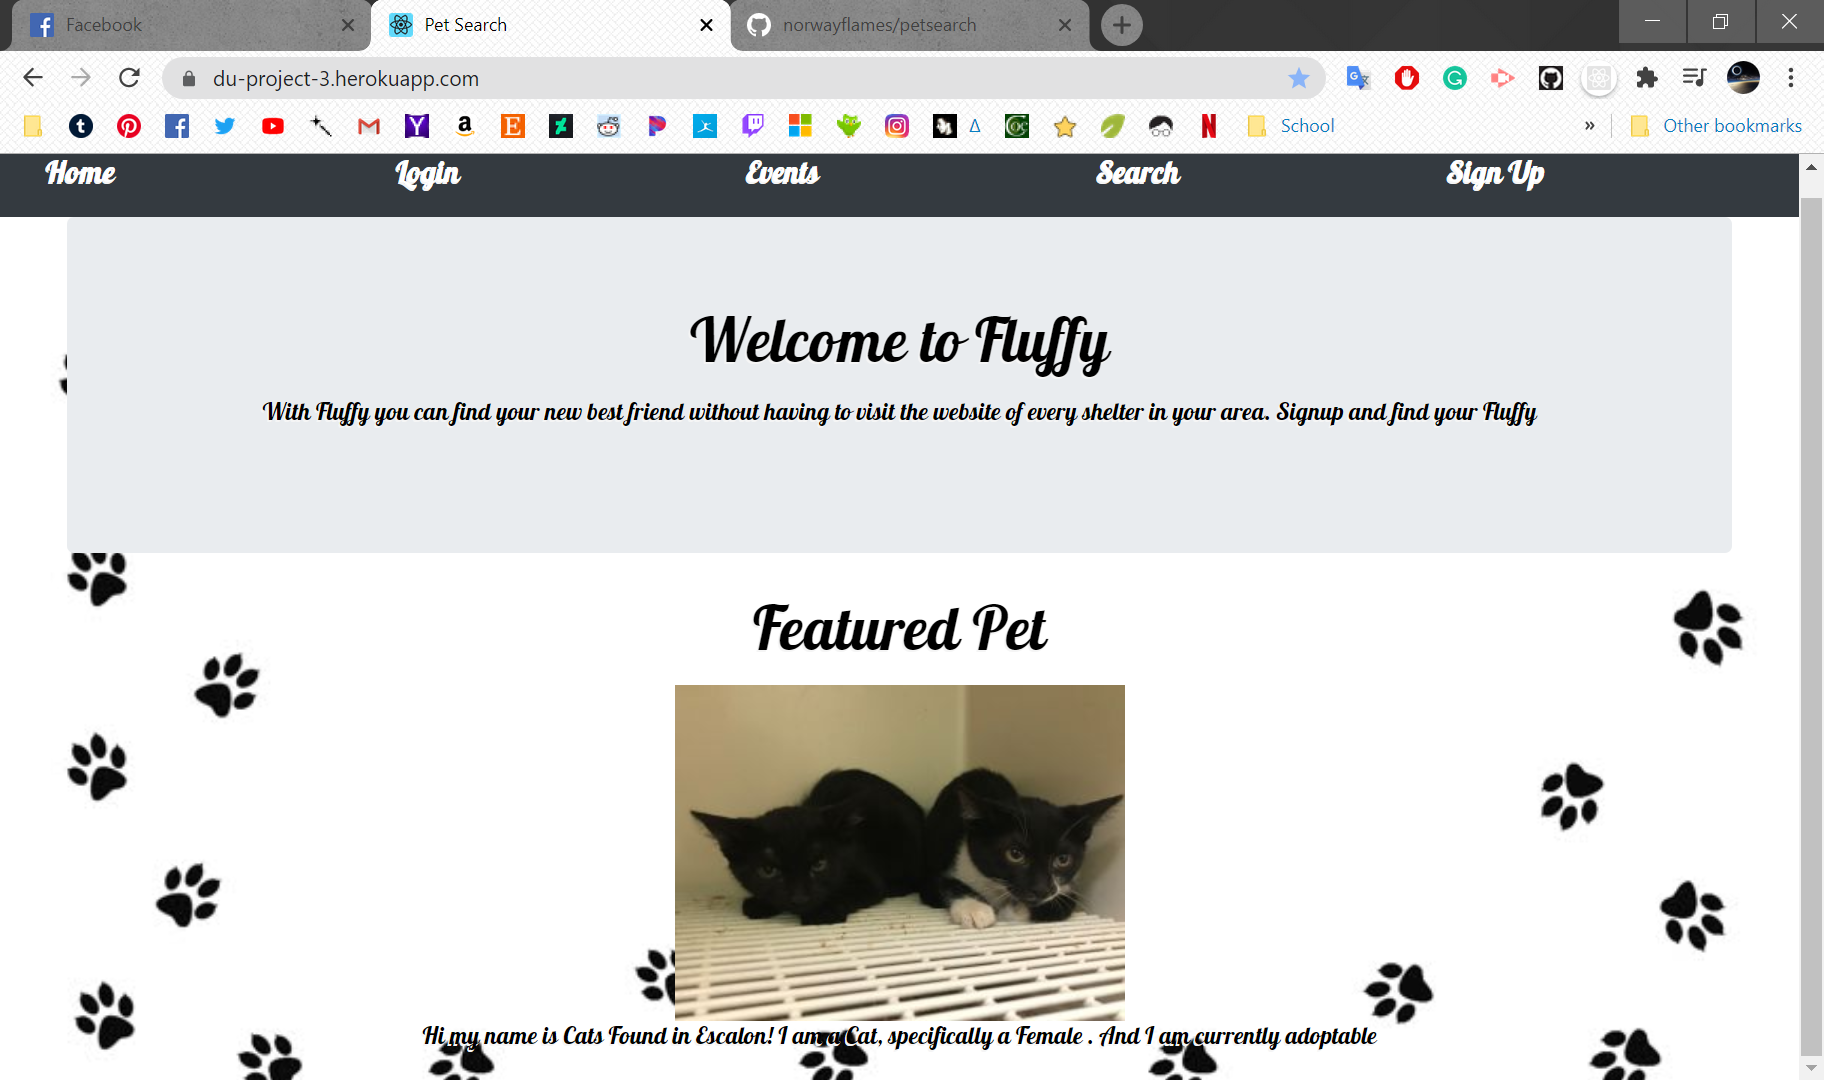 Facebook
Pet Search
norwayflames/petsearch
du-project-3.herokuapp.com
School
» Other bookmarks
Home Login Events Search Sign Up
Welcome to Fluffy
With Fluffy you can find your new best friend without having to visit the website of every shelter in your area. Signup and find your Fluffy
Featured Pet
Hi my name is Cats Found in Escalon! I am a Cat, specifically a Female . And I am currently adoptable